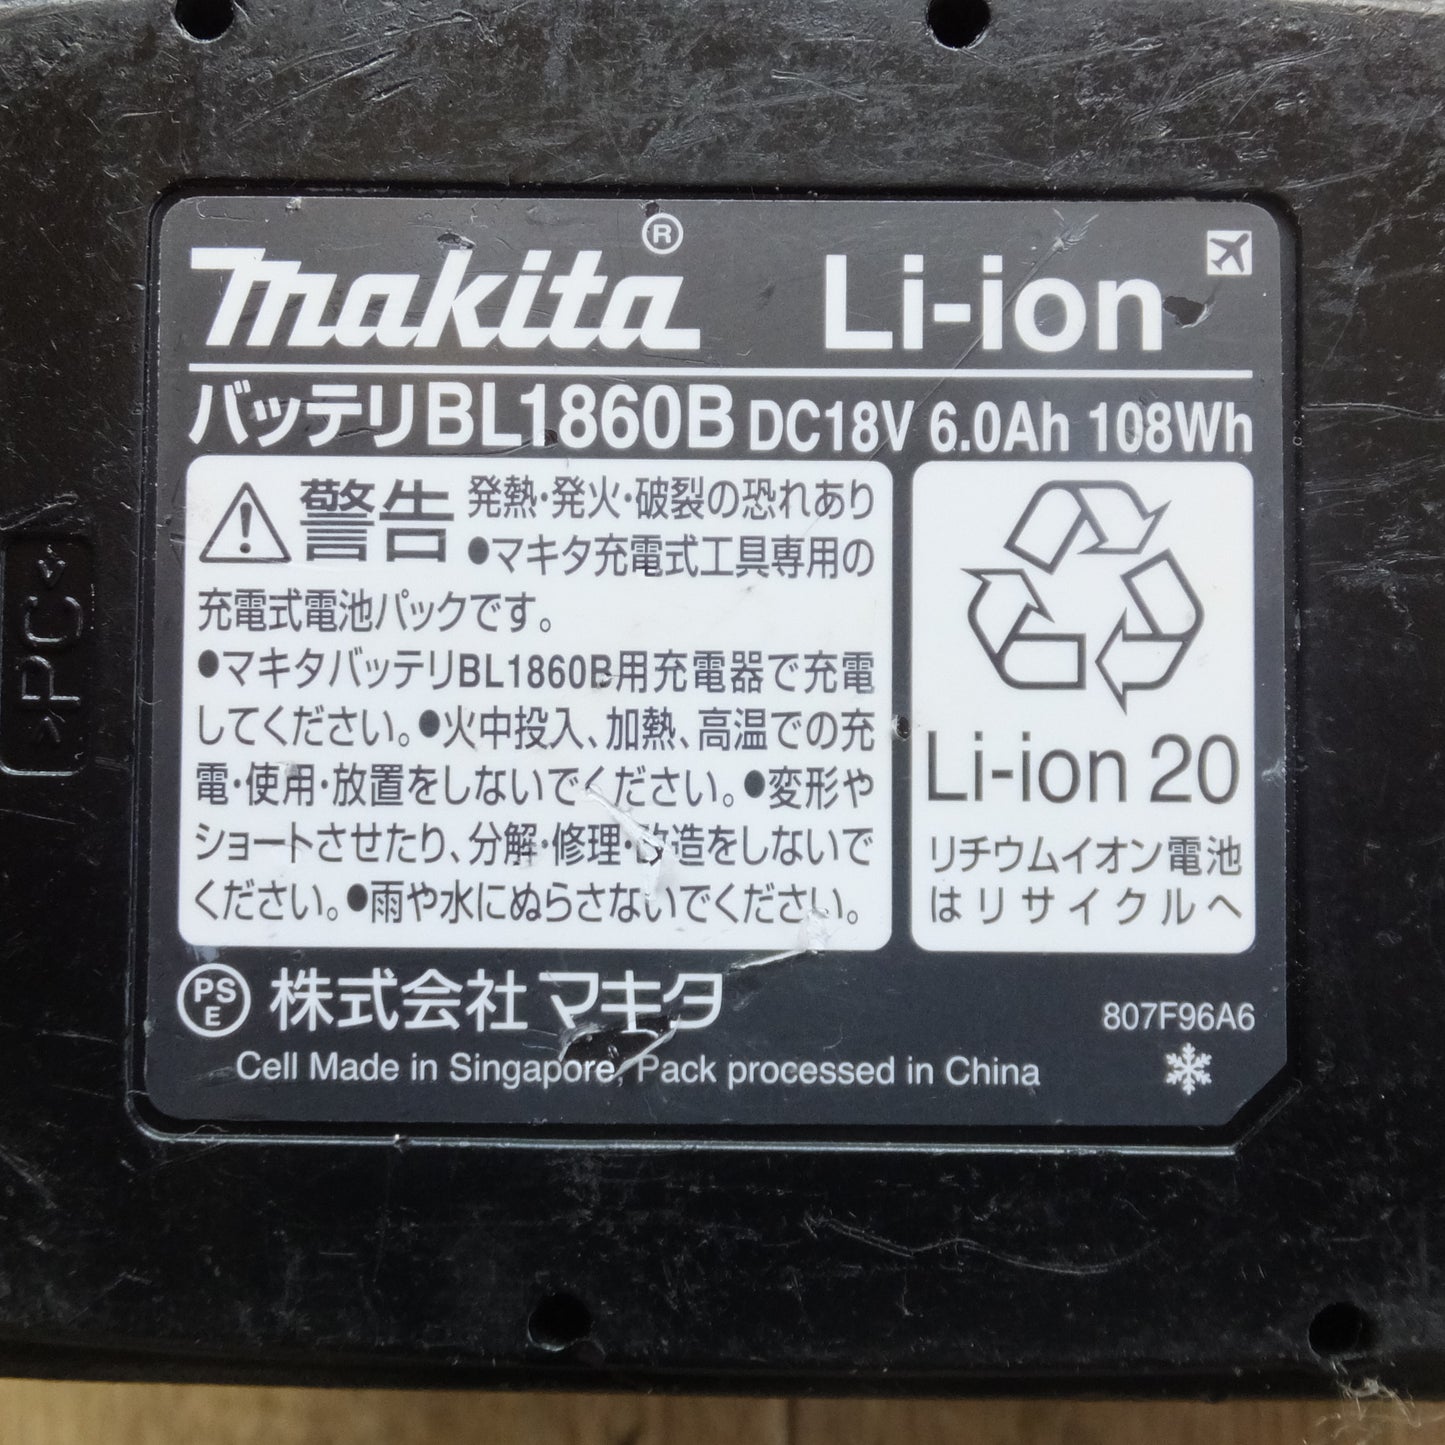 makita®
Li-ion
バッテリBL1860B DC18V 6.0Ah 108Wh
警告
発熱・発火・破裂の恐れあり
●マキタ充電式工具専用の
充電式電池パックです。
●マキタバッテリBL1860B用充電器で充電
してください。●火中投入、加熱、高温での充
電・使用・放置をしないでください。●変形や
ショートさせたり、分解・修理・改造をしないで
ください。●雨や水にぬらさないでください。
Li-ion 20
リチウムイオン電池
はリサイクルへ
PSE 株式会社 マキタ
807F96A6
Cell Made in Singapore, Pack processed in China
>PC<